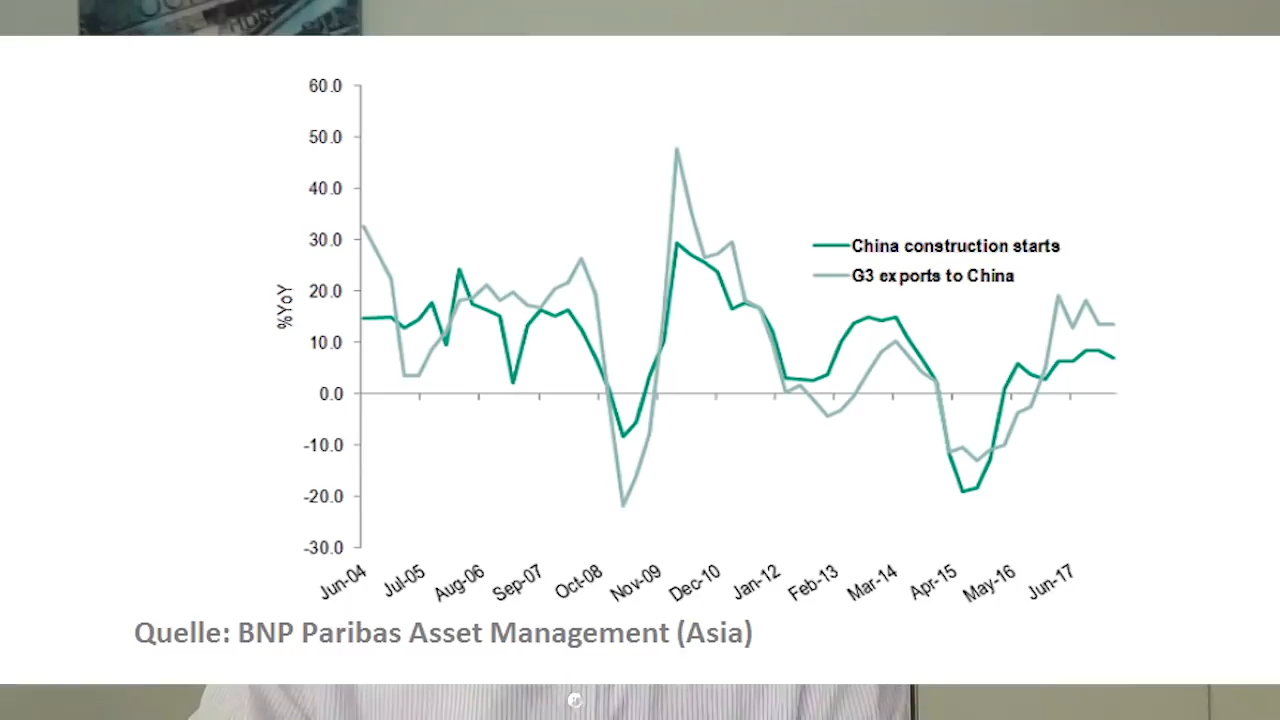 60.0
50.0
40.0
30.0
20.0
10.0
0.0
-10.0
-20.0
-30.0
%YoY
China construction starts
G3 exports to China
Jun-04
Jul-05
Aug-06
Sep-07
Oct-08
Nov-09
Dec-10
Jan-12
Feb-13
Mar-14
Apr-15
May-16
Jun-17
Quelle: BNP Paribas Asset Management (Asia)